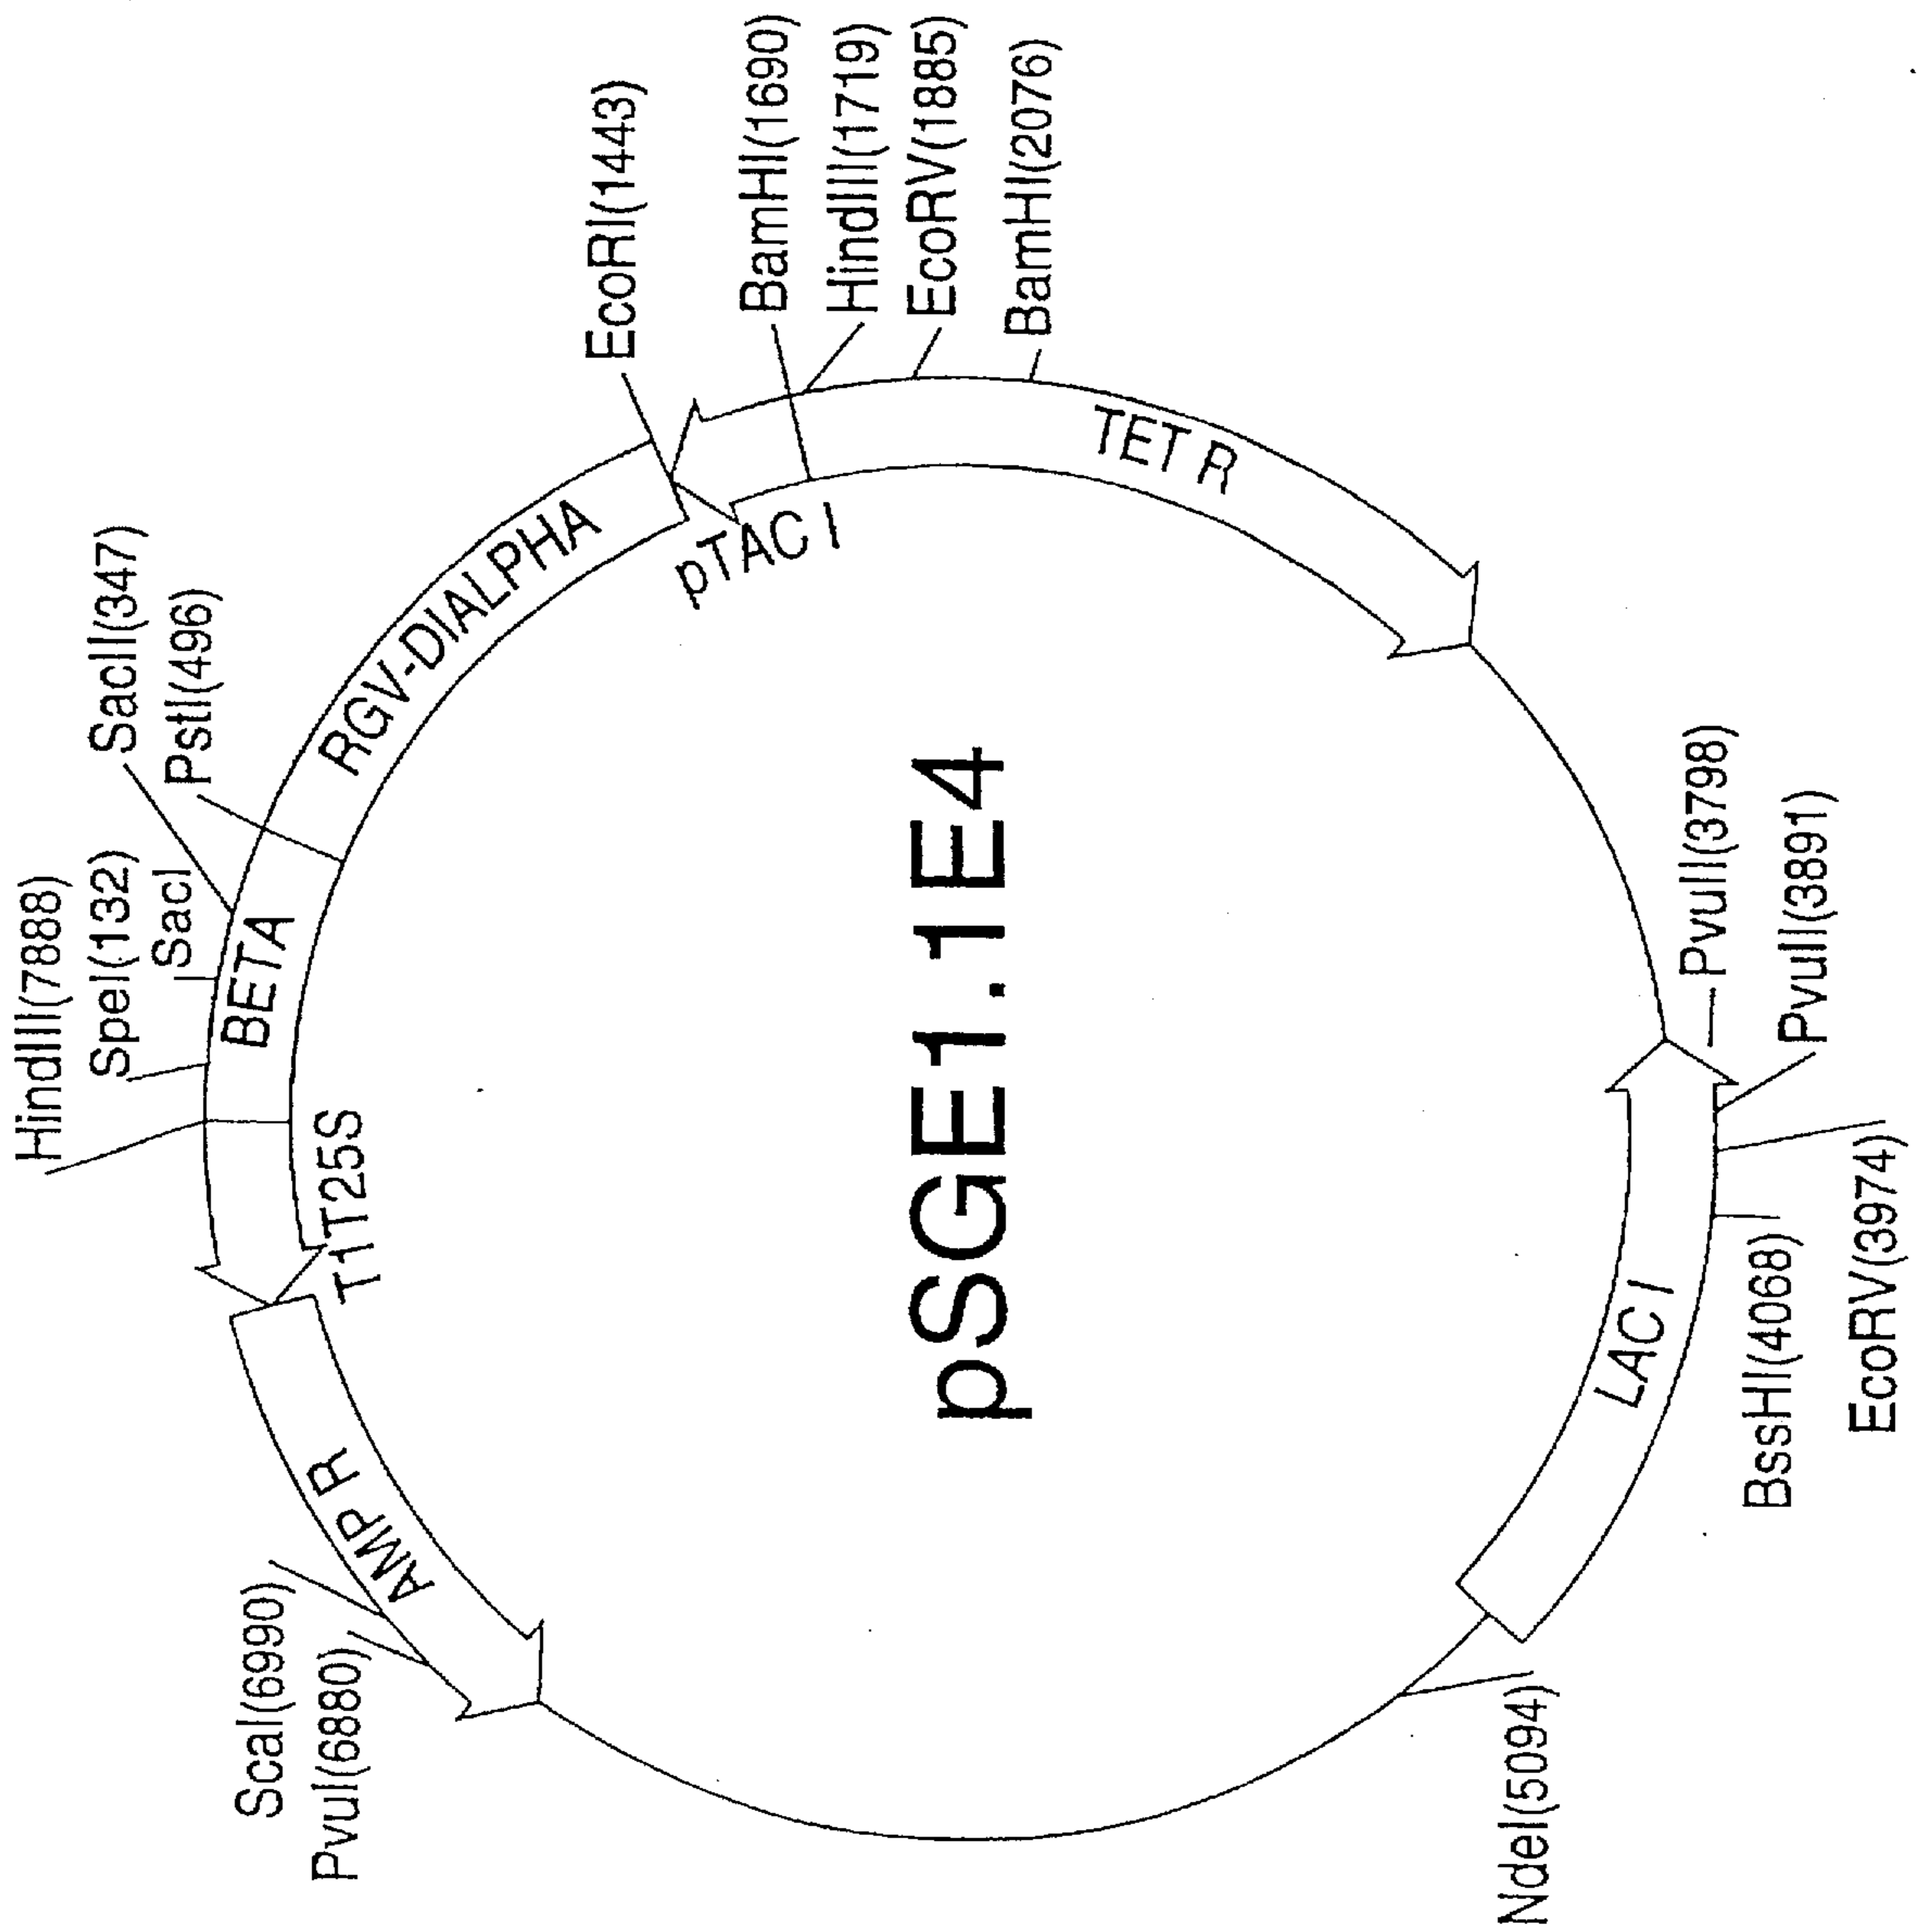 HindIII(7888)
SpeI(132)
SacI
SacII(347)
PstI(496)
EcoRI(1443)
BamHI(1690)
HindIII(1719)
EcoRV(1885)
BamHI(2076)
BETA
RGV-DIALPHA
pTAC I
TET R
T1T25S
AMP R
ScaI(6990)
PvuI(6880)
pSGE1.1E4
PvuII(3798)
PvuII(3891)
EcoRV(3974)
BssHI(4068)
LAC I
NdeI(5094)